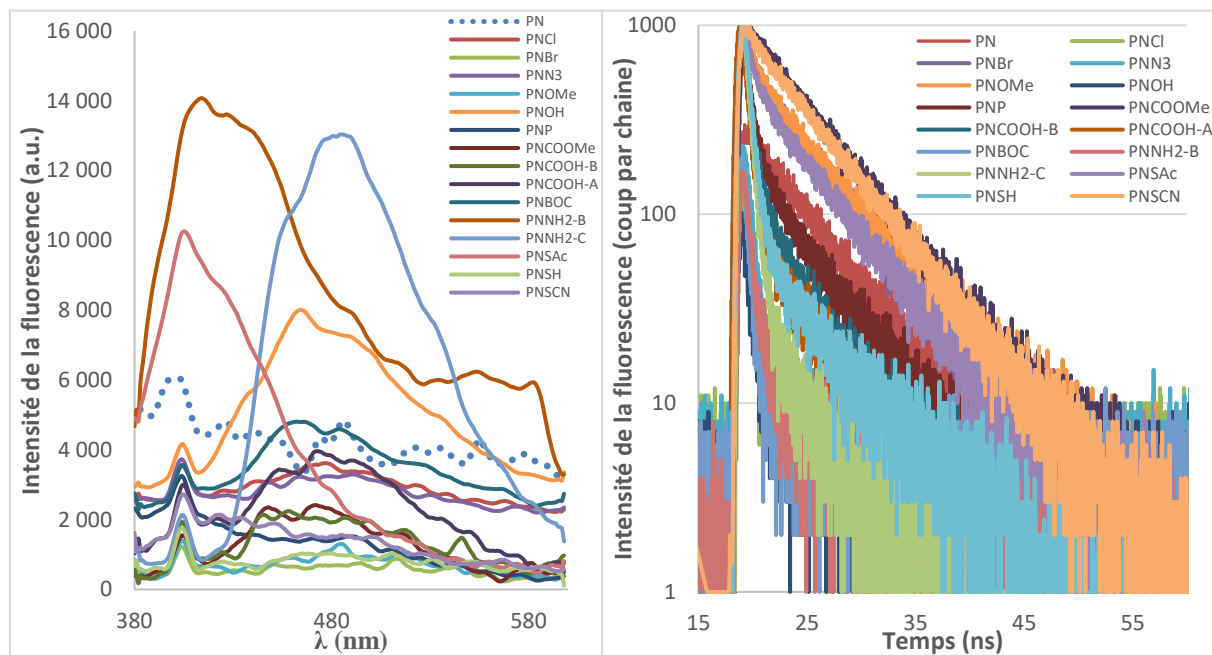 Intensité de la fluorescence (a.u.)
16 000
14 000
12 000
10 000
8 000
6 000
4 000
2 000
0
380
480
580
λ (nm)
PN
PNCl
PNBr
PNN3
PNOMe
PNOH
PNP
PNCOOMe
PNCOOH-B
PNCOOH-A
PNBOC
PNNH2-B
PNNH2-C
PNSAc
PNSH
PNSCN
Intensité de la fluorescence (coup par chaine)
1000
100
10
1
15
25
35
45
55
Temps (ns)
PN PNCl
PNBr PNN3
PNOMe PNOH
PNP PNCOOMe
PNCOOH-B PNCOOH-A
PNBOC PNNH2-B
PNNH2-C PNSAc
PNSH PNSCN